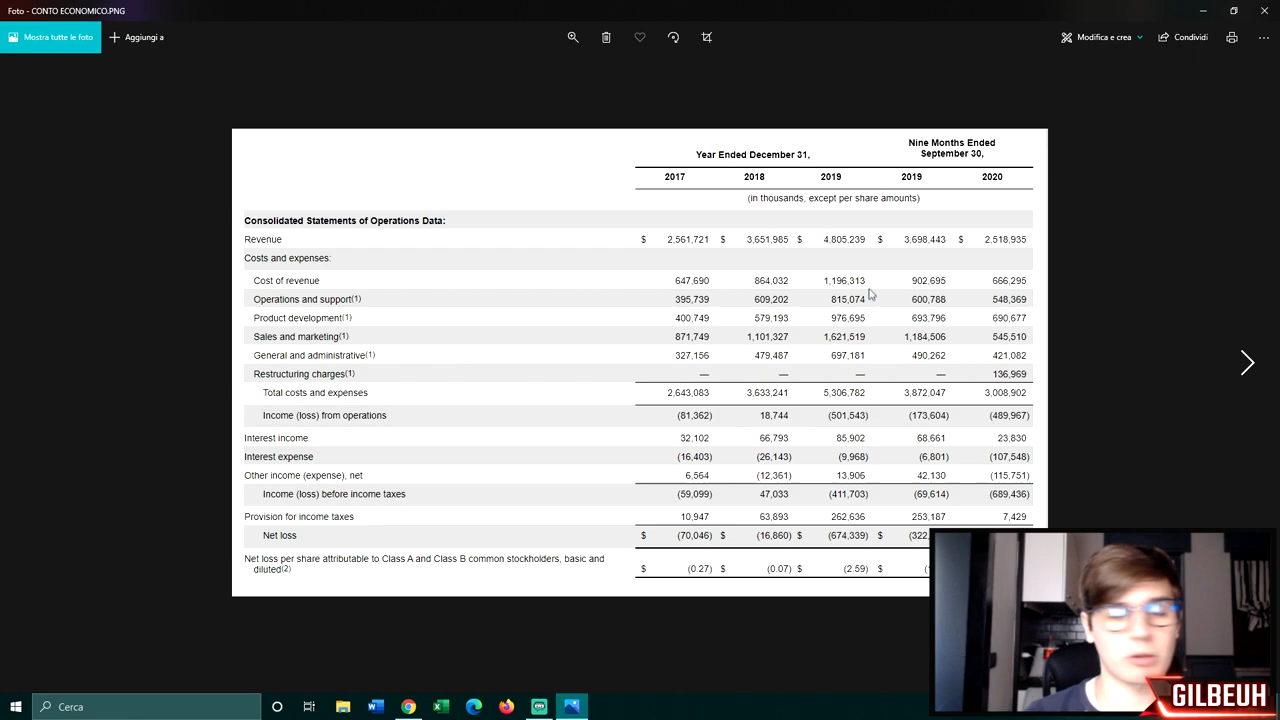 Foto - CONTO ECONOMICO.PNG
Mostra tutte le foto
Aggiungi a
Modifica e crea
Condividi
Nine Months Ended
Year Ended December 31,
September 30,
2017 2018 2019 2019 2020
(in thousands, except per share amounts)
Consolidated Statements of Operations Data:
Revenue $ 2,561,721 $ 3,651,985 $ 4,805,239 $ 3,698,443 $ 2,518,935
Costs and expenses:
Cost of revenue 647,690 864,032 1,196,313 902,695 666,295
Operations and support(1) 395,739 609,202 815,074 600,788 548,369
Product development(1) 400,749 579,193 976,695 693,796 690,677
Sales and marketing(1) 871,749 1,101,327 1,621,519 1,184,506 545,510
General and administrative(1) 327,156 479,487 697,181 490,262 421,082
Restructuring charges(1) — — — — 136,969
Total costs and expenses 2,643,083 3,633,241 5,306,782 3,872,047 3,008,902
Income (loss) from operations (81,362) 18,744 (501,543) (173,604) (489,967)
Interest income 32,102 66,793 85,902 68,661 23,830
Interest expense (16,403) (26,143) (9,968) (6,801) (107,548)
Other income (expense), net 6,564 (12,361) 13,906 42,130 (115,751)
Income (loss) before income taxes (59,099) 47,033 (411,703) (69,614) (689,436)
Provision for income taxes 10,947 63,893 262,636 253,187 7,429
Net loss $ (70,046) $ (16,860) $ (674,339) $ (322,
Net loss per share attributable to Class A and Class B common stockholders, basic and
diluted(2) $ (0.27) $ (0.07) $ (2.59) $
GILBEUH
Cerca